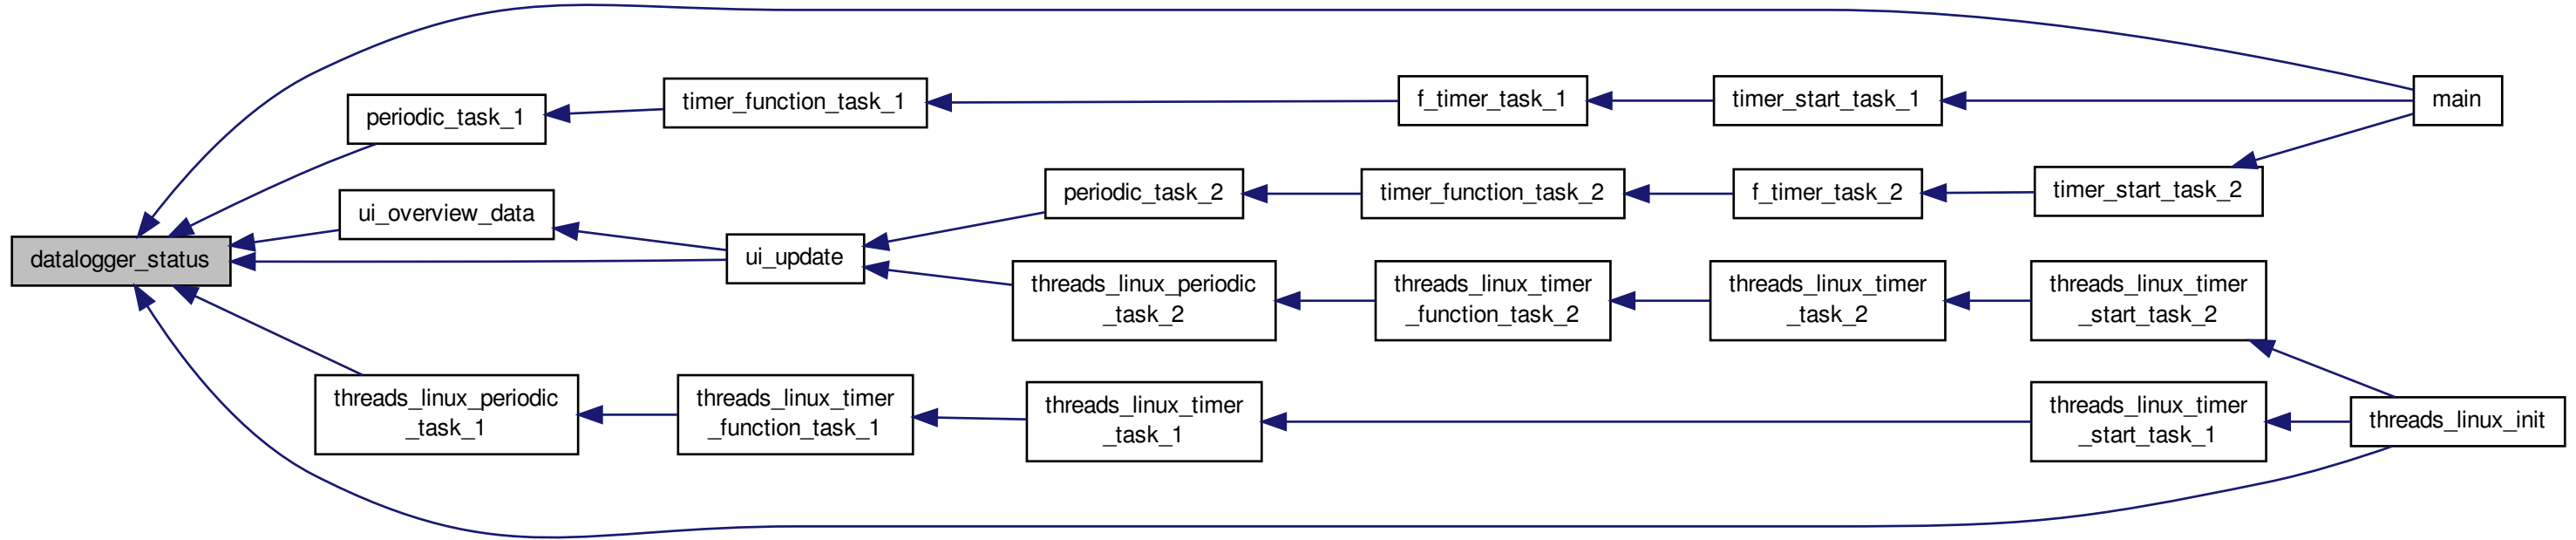 datalogger_status
periodic_task_1
timer_function_task_1
f_timer_task_1
timer_start_task_1
main
ui_overview_data
ui_update
periodic_task_2
timer_function_task_2
f_timer_task_2
timer_start_task_2
threads_linux_periodic
_task_2
threads_linux_timer
_function_task_2
threads_linux_timer
_task_2
threads_linux_timer
_start_task_2
threads_linux_periodic
_task_1
threads_linux_timer
_function_task_1
threads_linux_timer
_task_1
threads_linux_timer
_start_task_1
threads_linux_init